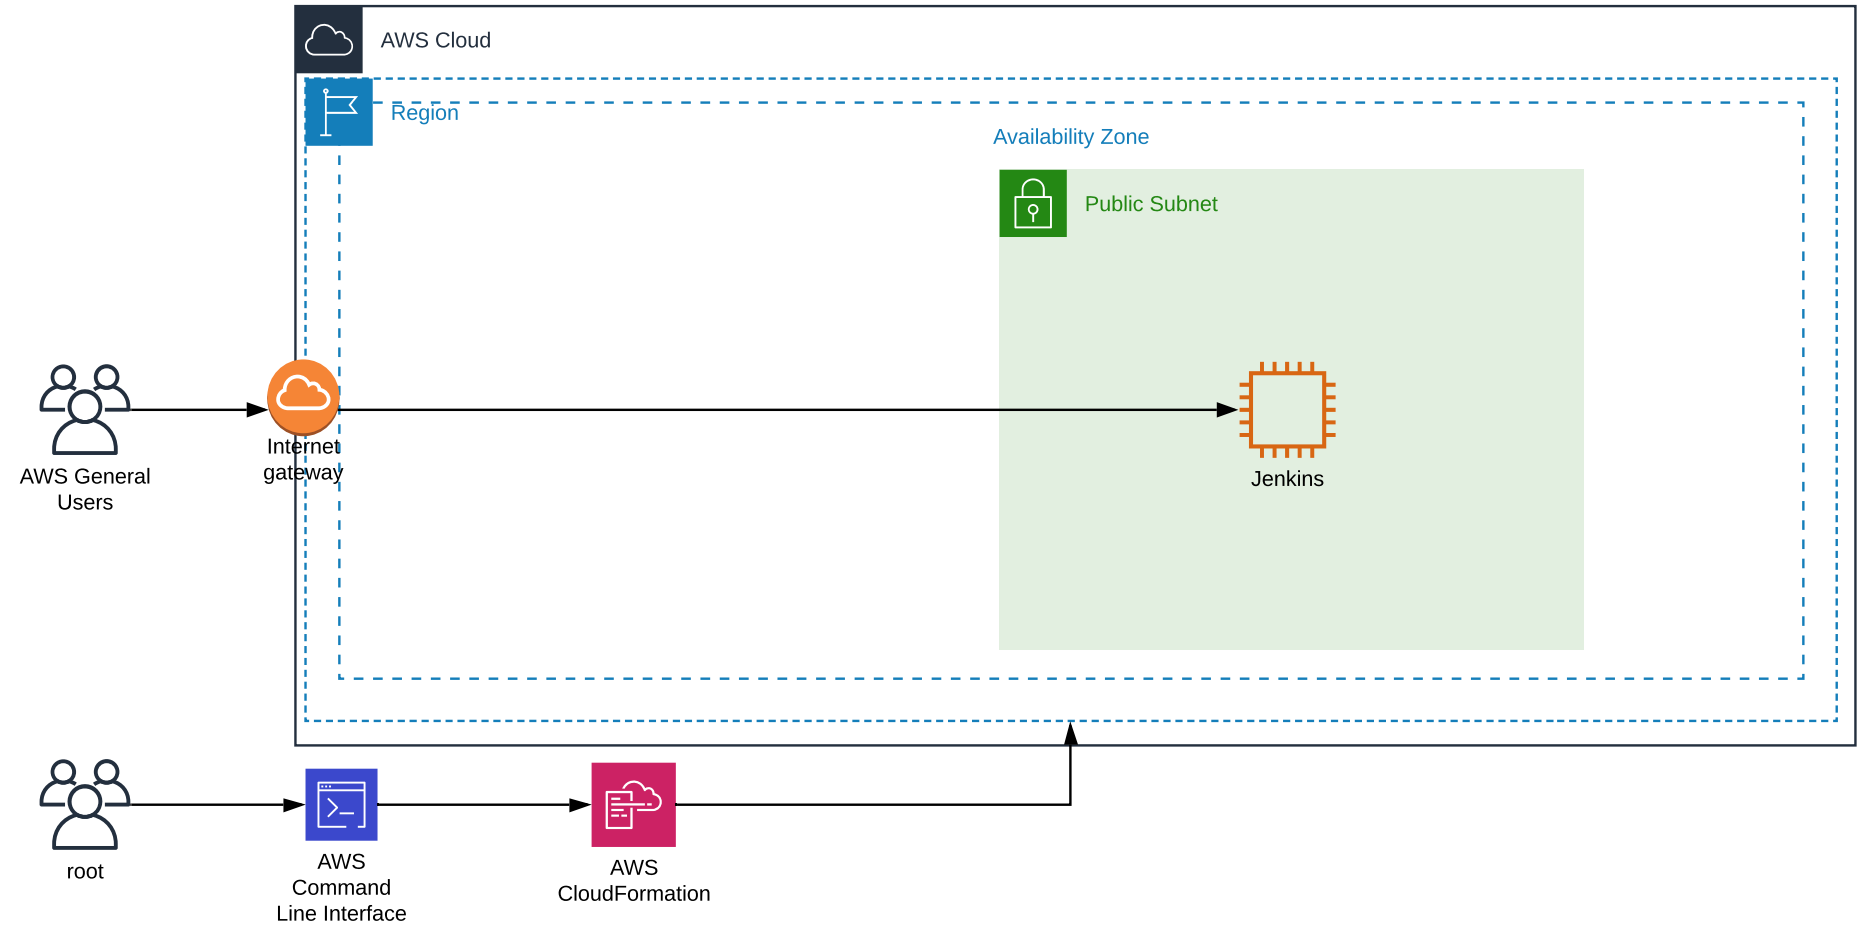 AWS Cloud
Region
Availability Zone
Public Subnet
Internet
gateway
AWS General
Users
Jenkins
root
AWS
Command
Line Interface
AWS
CloudFormation